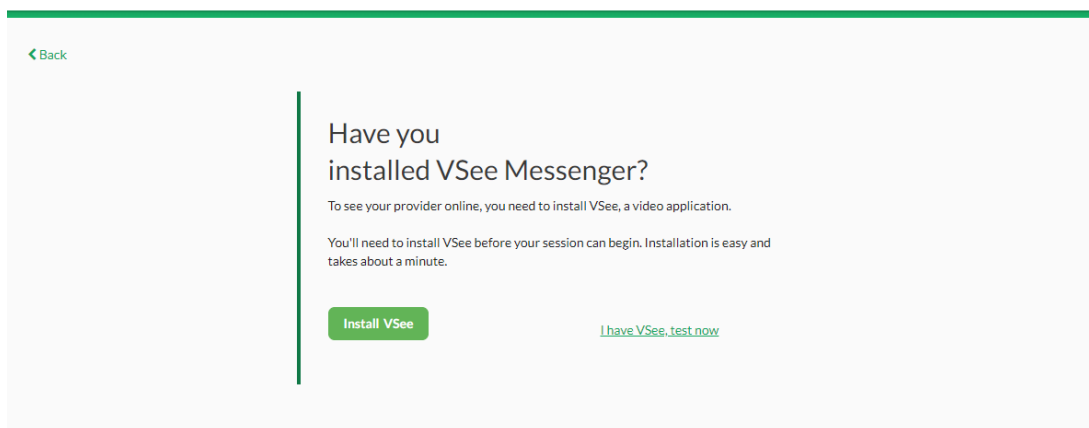 Back
Have you
installed VSee Messenger?
To see your provider online, you need to install VSee, a video application.
You'll need to install VSee before your session can begin. Installation is easy and
takes about a minute.
Install VSee
I have VSee, test now